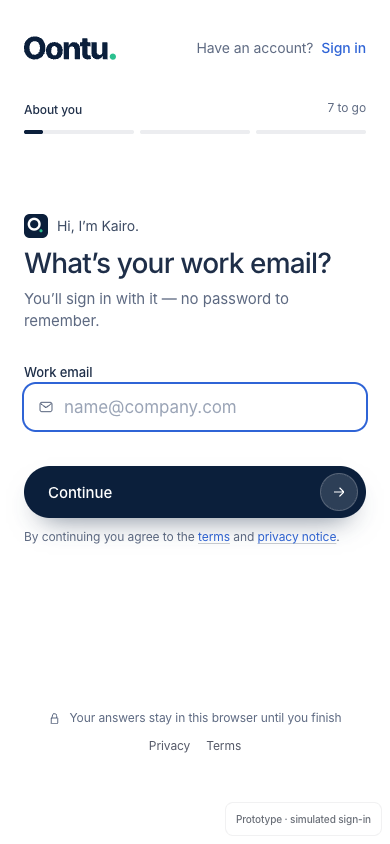 Oontu.
Have an account? Sign in
About you
7 to go
Hi, I’m Kairo.
What’s your work email?
You’ll sign in with it — no password to
remember.
Work email
name@company.com
Continue
By continuing you agree to the terms and privacy notice.
Your answers stay in this browser until you finish
Privacy Terms
Prototype · simulated sign-in